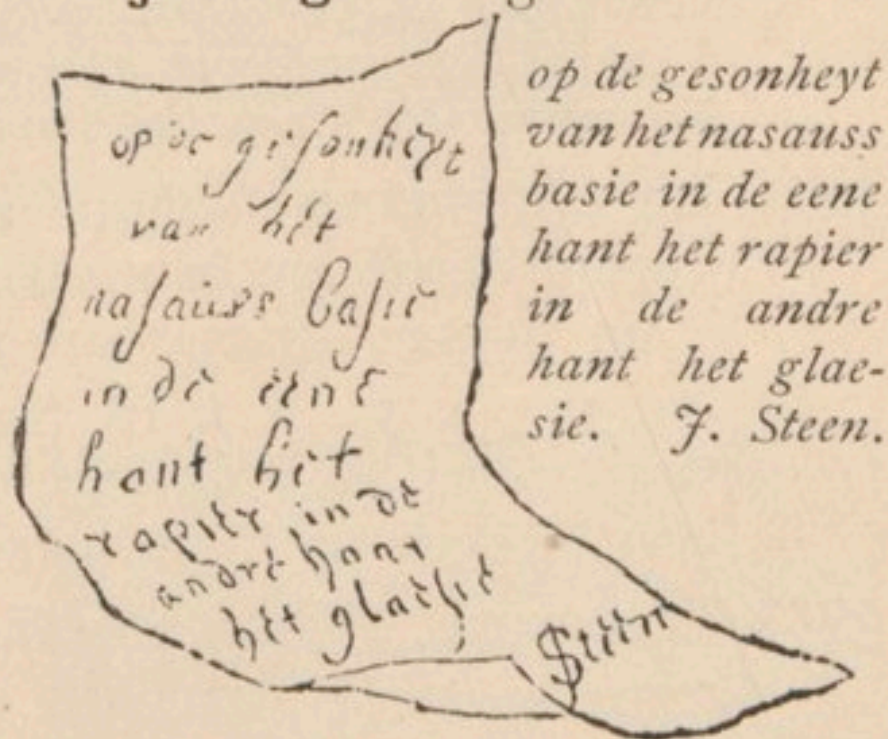 op de gesonheyt
van het
nasauss basie
in de eene
hant het
rapier in de
andre han
het glaesie
JSteen
op de gesonheyt
van het nasauss
basie in de eene
hant het rapier
in de andre
hant het glae-
sie. J. Steen.